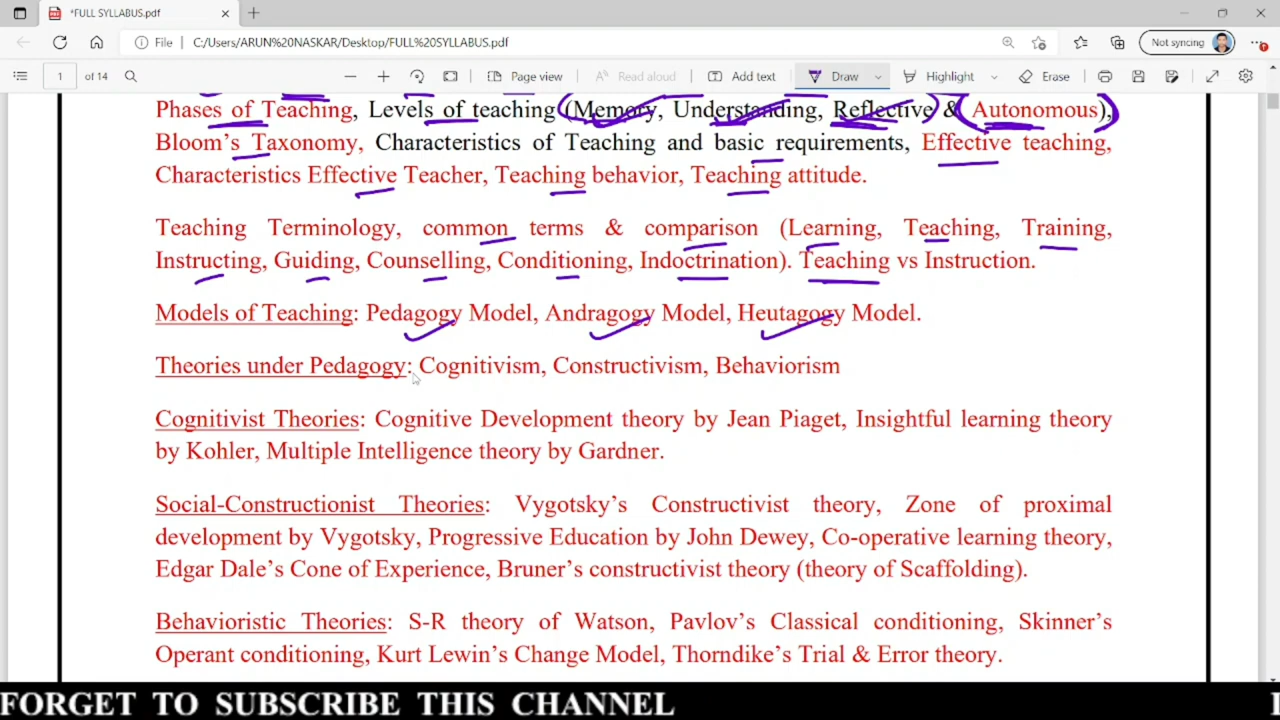 *FULL SYLLABUS.pdf
File C:/Users/ARUN%20NASKAR/Desktop/FULL%20SYLLABUS.pdf Not syncing
1 of 14 Page view Read aloud Add text Draw Highlight Erase
Phases of Teaching, Levels of teaching (Memory, Understanding, Reflective) & (Autonomous),
Bloom's Taxonomy, Characteristics of Teaching and basic requirements, Effective teaching,
Characteristics Effective Teacher, Teaching behavior, Teaching attitude.
Teaching Terminology, common terms & comparison (Learning, Teaching, Training,
Instructing, Guiding, Counselling, Conditioning, Indoctrination). Teaching vs Instruction.
Models of Teaching: Pedagogy Model, Andragogy Model, Heutagogy Model.
Theories under Pedagogy: Cognitivism, Constructivism, Behaviorism
Cognitivist Theories: Cognitive Development theory by Jean Piaget, Insightful learning theory
by Kohler, Multiple Intelligence theory by Gardner.
Social-Constructionist Theories: Vygotsky's Constructivist theory, Zone of proximal
development by Vygotsky, Progressive Education by John Dewey, Co-operative learning theory,
Edgar Dale's Cone of Experience, Bruner's constructivist theory (theory of Scaffolding).
Behavioristic Theories: S-R theory of Watson, Pavlov's Classical conditioning, Skinner's
Operant conditioning, Kurt Lewin's Change Model, Thorndike's Trial & Error theory.
FORGET TO SUBSCRIBE THIS CHANNEL